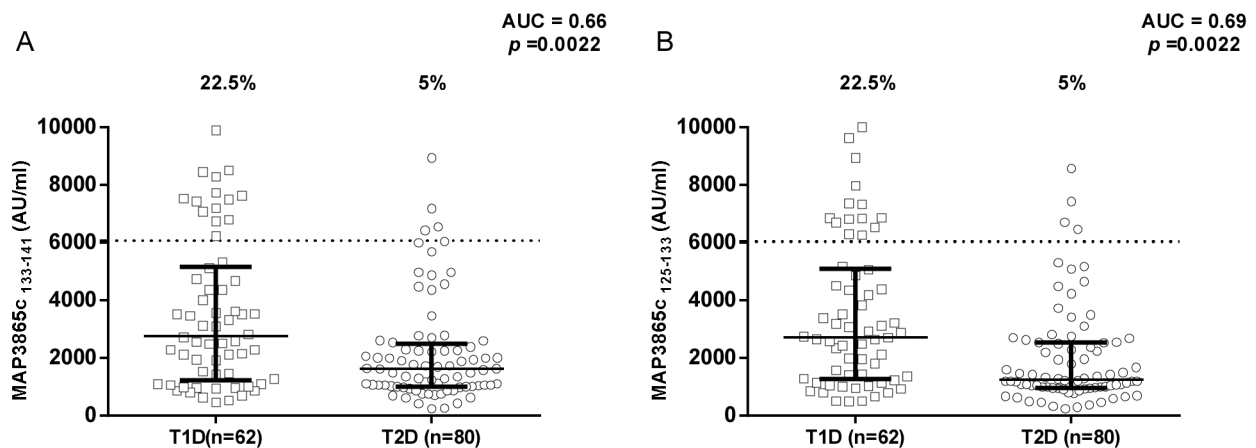 A
AUC = 0.66
p =0.0022
22.5% 5%
10000
8000
6000
4000
2000
0
MAP3865c 133-141 (AU/ml)
T1D(n=62) T2D (n=80)
B
AUC = 0.69
p =0.0022
22.5% 5%
10000
8000
6000
4000
2000
0
MAP3865c 125-133 (AU/ml)
T1D (n=62) T2D (n=80)